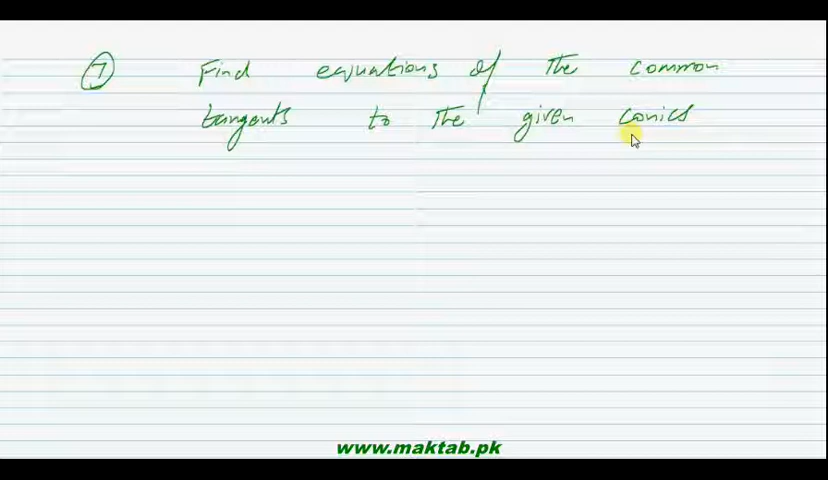 7 Find equations of the common
tangents to the given conics
www.maktab.pk